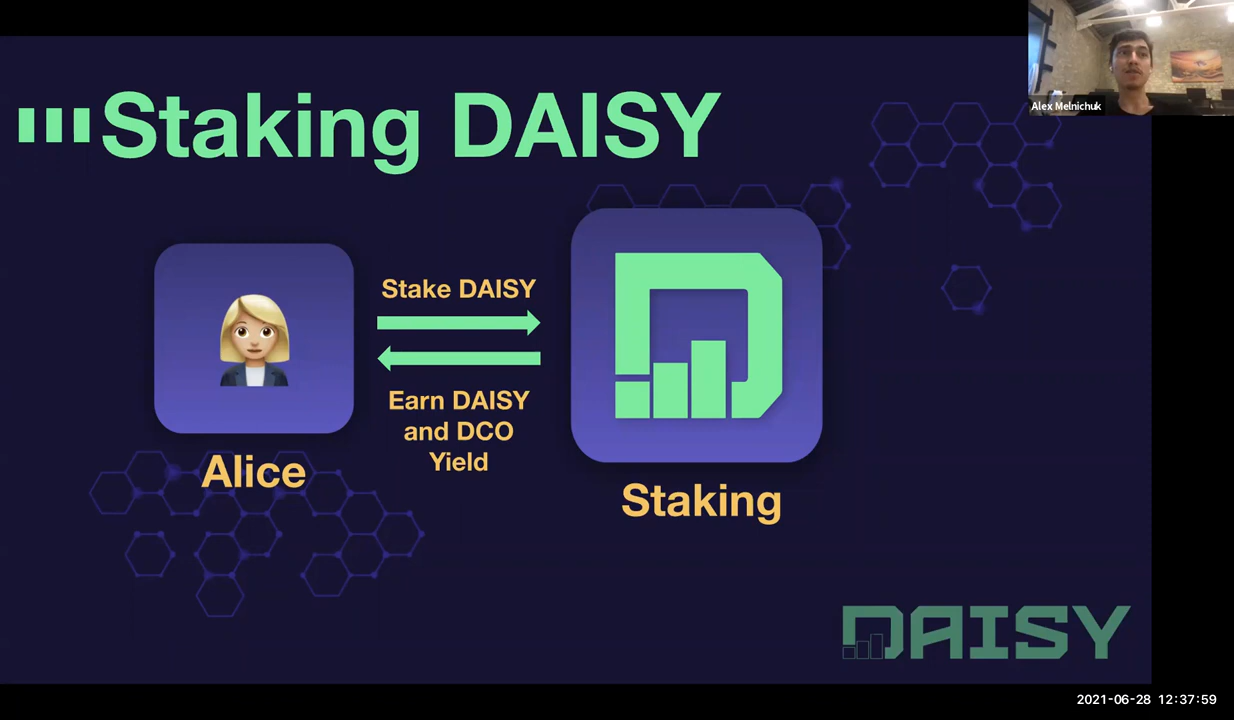 Staking DAISY
Alex Melnichuk
Stake DAISY
Earn DAISY
and DCO
Yield
Alice
Staking
DAISY
2021-06-28 12:37:59